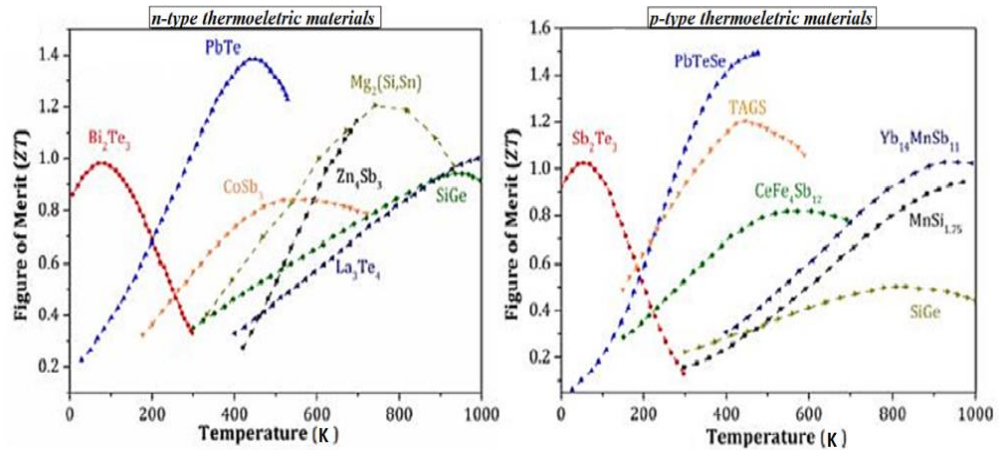 n-type thermoeletric materials
Figure of Merit (ZT)
1.4
1.2
1.0
0.8
0.6
0.4
0.2
PbTe
Mg2(Si,Sn)
Bi2Te3
Zn4Sb3
CoSb3
SiGe
La3Te4
0 200 400 600 800 1000
Temperature (K )
p-type thermoeletric materials
Figure of Merit (ZT)
1.6
1.4
1.2
1.0
0.8
0.6
0.4
0.2
PbTeSe
TAGS
Sb2Te3
Yb14MnSb11
CeFe4Sb12
MnSi1.75
SiGe
0 200 400 600 800 1000
Temperature (K )